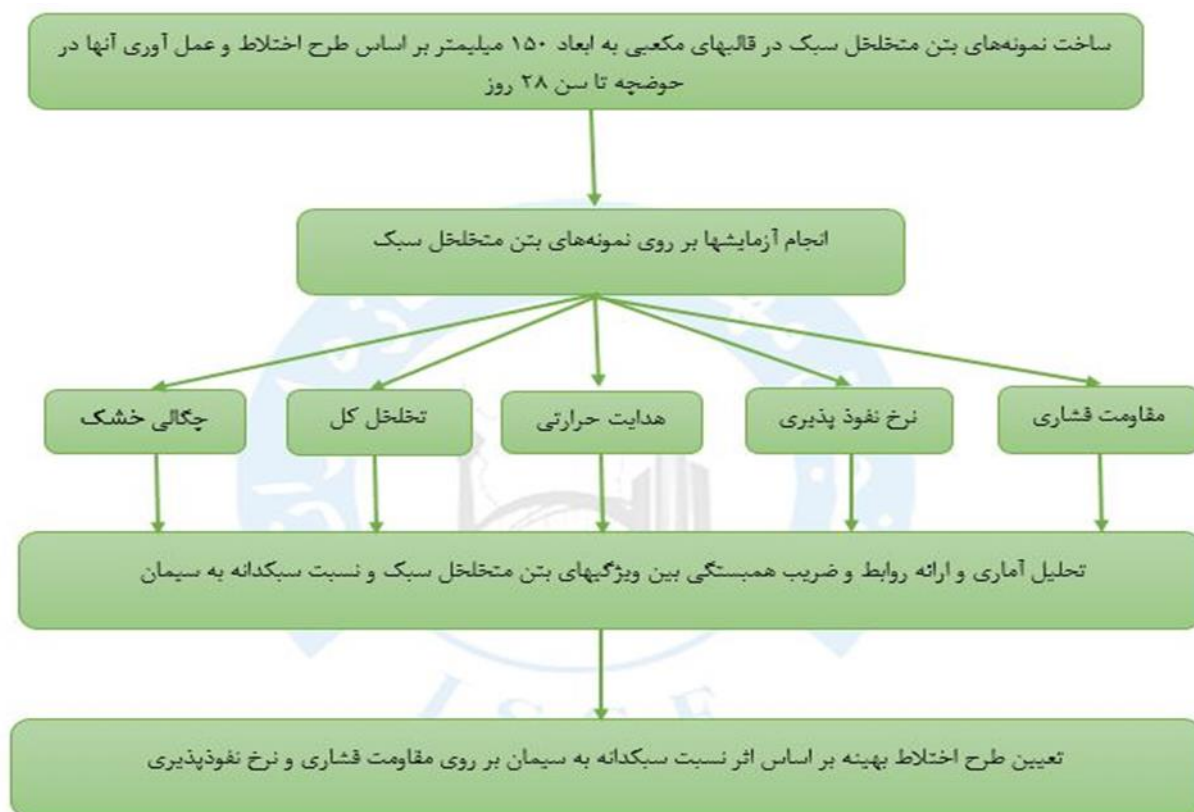 ساخت نمونه‌های بتن متخلخل سبک در قالبهای مکعبی به ابعاد ۱۵۰ میلیمتر بر اساس طرح اختلاط و عمل آوری آنها در
حوضچه تا سن ۲۸ روز
انجام آزمایشها بر روی نمونه‌های بتن متخلخل سبک
مقاومت فشاری
نرخ نفوذ پذیری
هدایت حرارتی
تخلخل کل
چگالی خشک
تحلیل آماری و ارائه روابط و ضریب همبستگی بین ویژگیهای بتن متخلخل سبک و نسبت سبکدانه به سیمان
تعیین طرح اختلاط بهینه بر اساس اثر نسبت سبکدانه به سیمان بر روی مقاومت فشاری و نرخ نفوذپذیری